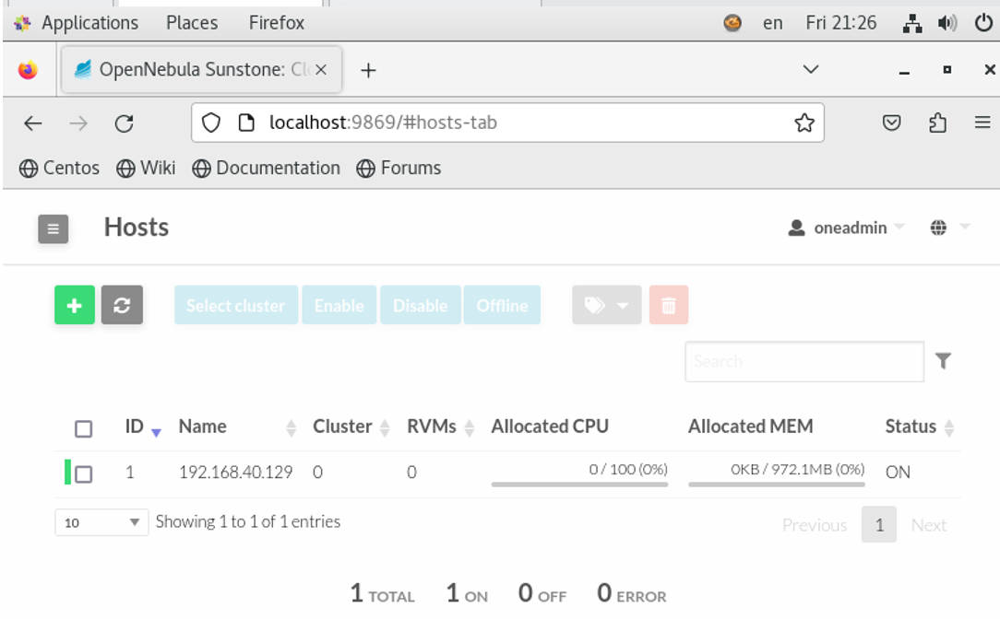 Applications Places Firefox en Fri 21:26
OpenNebula Sunstone: Cl
localhost:9869/#hosts-tab
Centos Wiki Documentation Forums
Hosts oneadmin
Select cluster Enable Disable Offline
Search
ID Name Cluster RVMs Allocated CPU Allocated MEM Status
1 192.168.40.129 0 0 0 / 100 (0%) 0KB / 972.1MB (0%) ON
10 Showing 1 to 1 of 1 entries Previous 1 Next
1 TOTAL 1 ON 0 OFF 0 ERROR